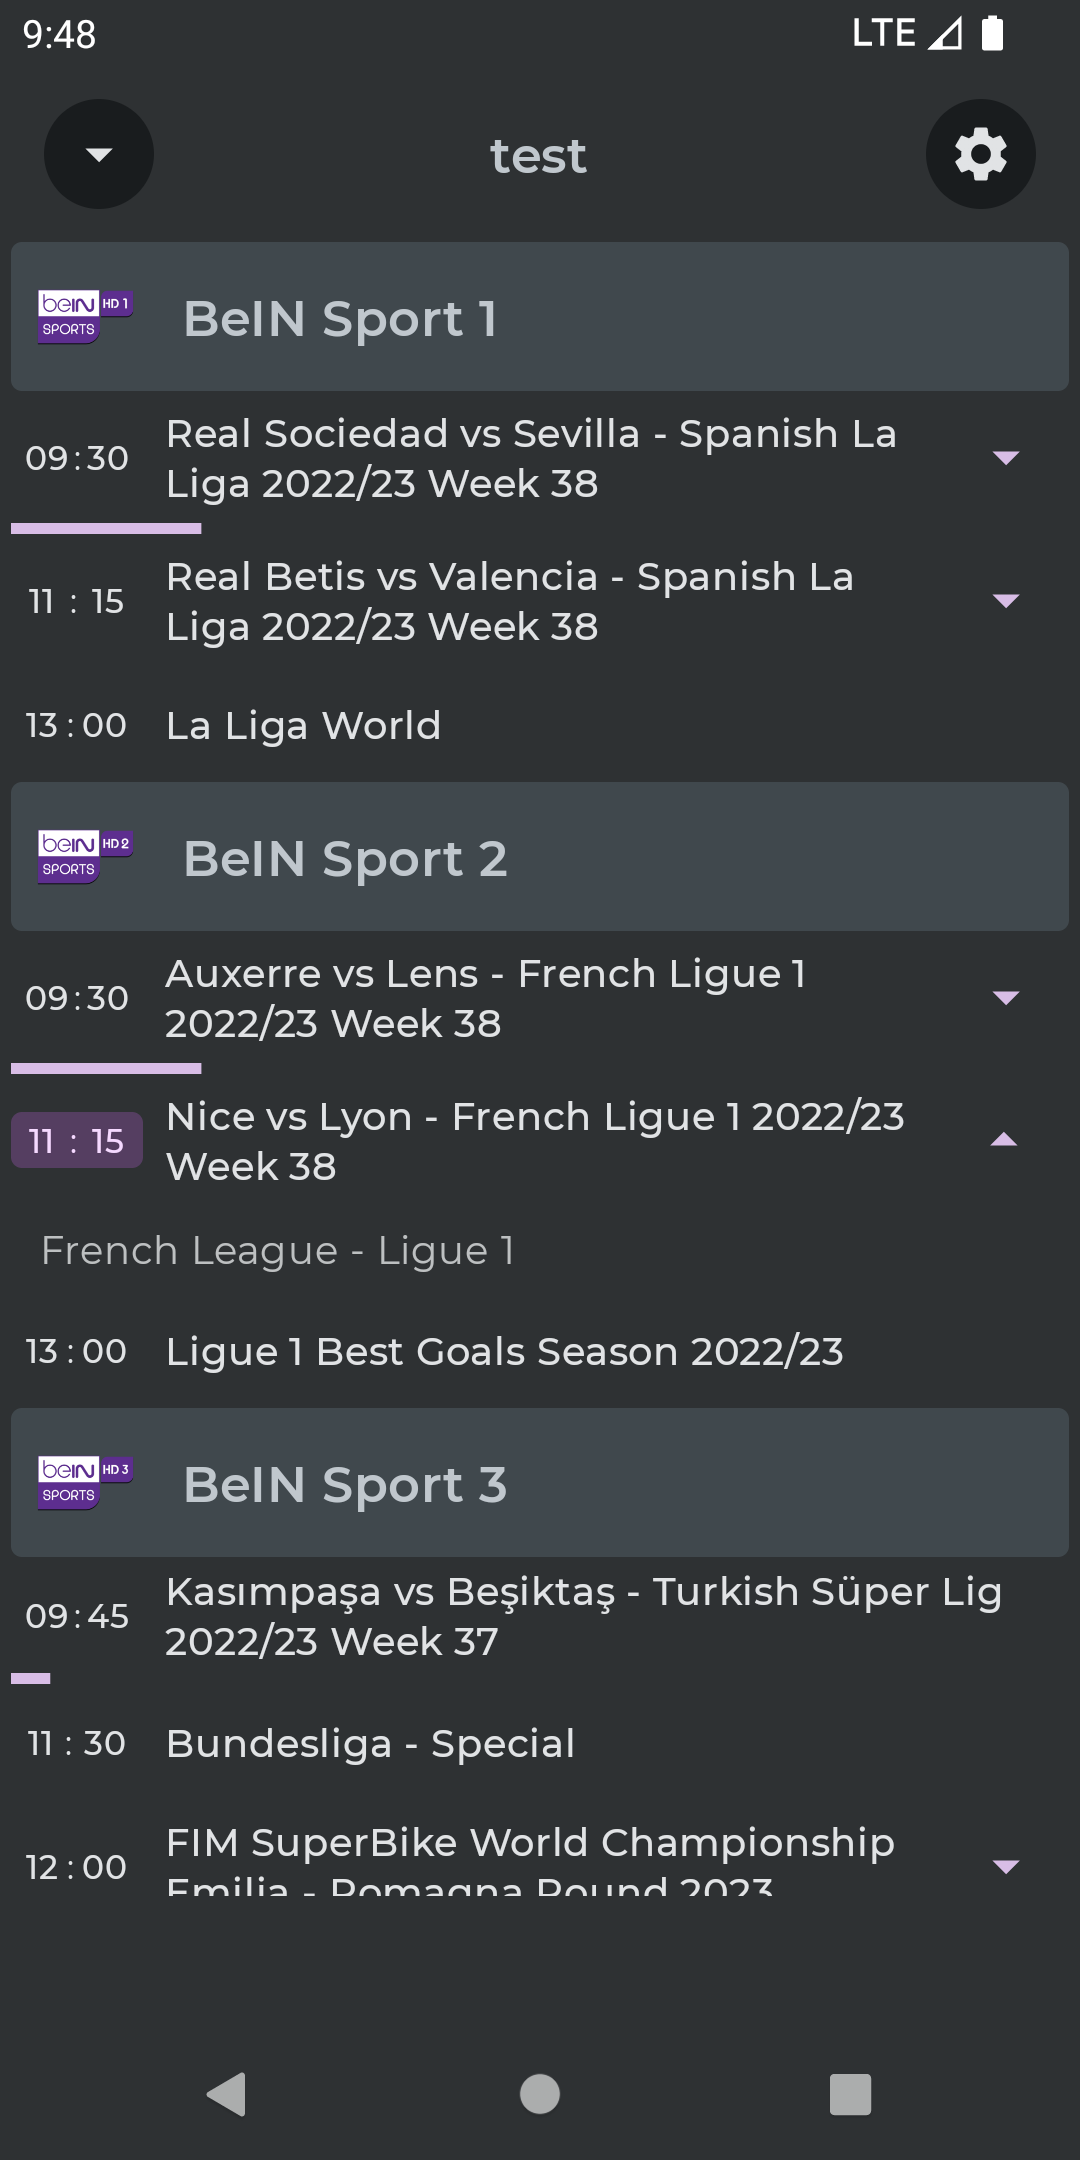 9:48
LTE
test
beIN HD 1
SPORTS
BeIN Sport 1
09:30
Real Sociedad vs Sevilla - Spanish La
Liga 2022/23 Week 38
11 : 15
Real Betis vs Valencia - Spanish La
Liga 2022/23 Week 38
13:00
La Liga World
beIN HD 2
SPORTS
BeIN Sport 2
09:30
Auxerre vs Lens - French Ligue 1
2022/23 Week 38
11 : 15
Nice vs Lyon - French Ligue 1 2022/23
Week 38
French League - Ligue 1
13:00
Ligue 1 Best Goals Season 2022/23
beIN HD 3
SPORTS
BeIN Sport 3
09:45
Kasımpaşa vs Beşiktaş - Turkish Süper Lig
2022/23 Week 37
11 : 30
Bundesliga - Special
12:00
FIM SuperBike World Championship
Emilia - Romagna Round 2023